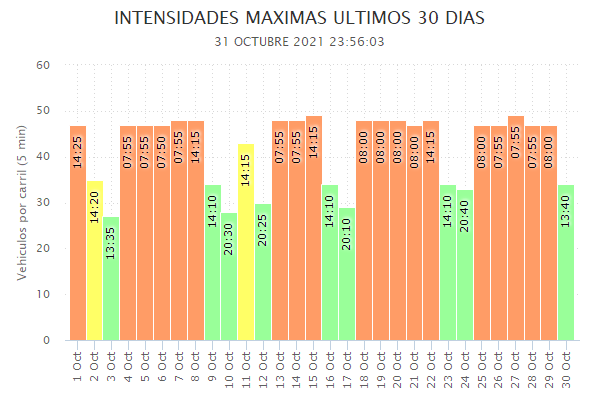 INTENSIDADES MAXIMAS ULTIMOS 30 DIAS
31 OCTUBRE 2021 23:56:03
Vehiculos por carril (5 min)
60
50
40
30
20
10
0
14:25
14:20
13:35
07:55
07:55
07:50
07:55
14:15
14:10
20:30
14:15
20:25
07:55
07:55
14:15
14:10
20:10
08:00
08:00
08:00
08:00
14:15
14:10
20:40
08:00
07:55
07:55
07:55
08:00
13:40
1 Oct
2 Oct
3 Oct
4 Oct
5 Oct
6 Oct
7 Oct
8 Oct
9 Oct
10 Oct
11 Oct
12 Oct
13 Oct
14 Oct
15 Oct
16 Oct
17 Oct
18 Oct
19 Oct
20 Oct
21 Oct
22 Oct
23 Oct
24 Oct
25 Oct
26 Oct
27 Oct
28 Oct
29 Oct
30 Oct